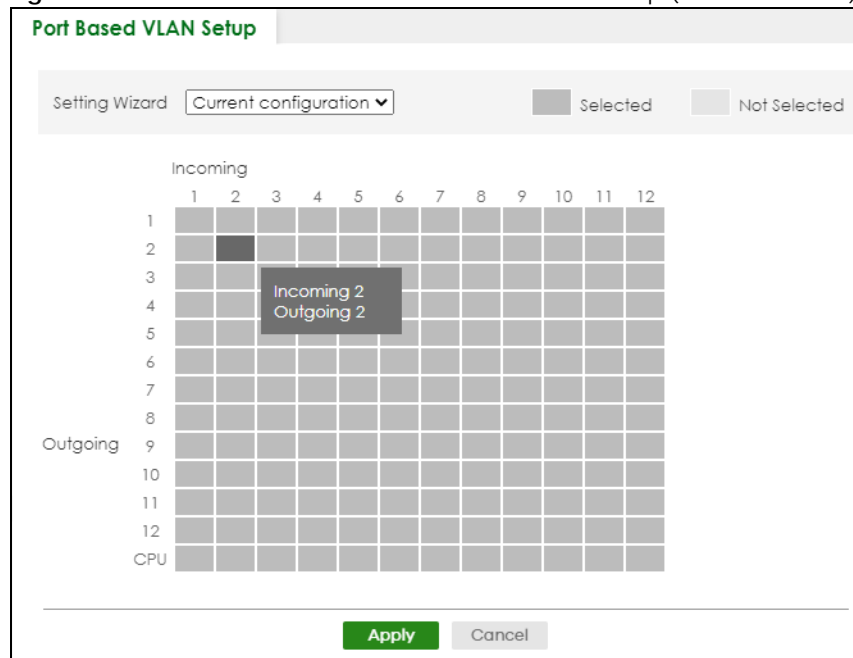 Port Based VLAN Setup
Setting Wizard Current configuration Selected Not Selected
Incoming
1 2 3 4 5 6 7 8 9 10 11 12
1
2
3
Incoming 2
4
Outgoing 2
5
6
7
8
Outgoing 9
10
11
12
CPU
Apply Cancel